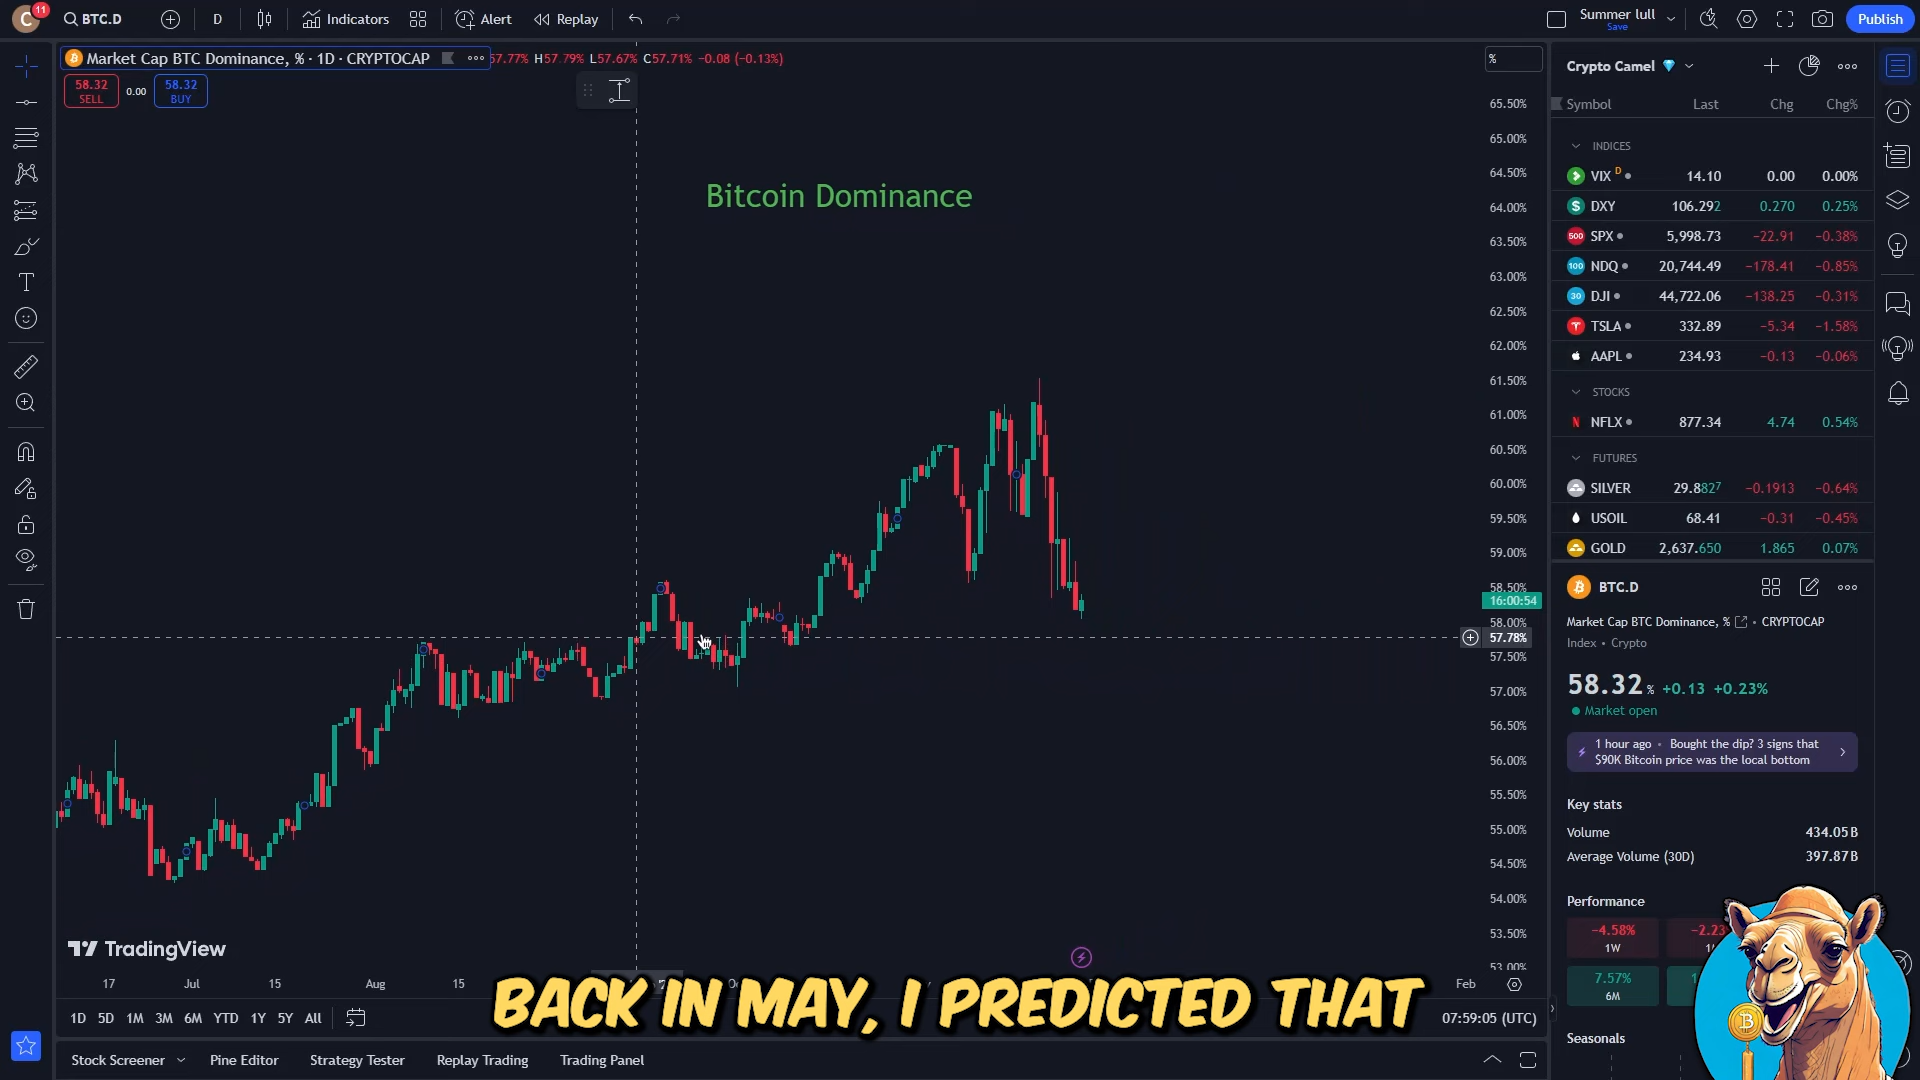 C 11 BTC.D D Indicators Alert Replay Summer lull Save Publish
Market Cap BTC Dominance, % · 1D · CRYPTOCAP 57.77% H57.79% L57.67% C57.71% −0.08 (−0.13%)
58.32 SELL 0.00 58.32 BUY
Bitcoin Dominance
%
65.50%
65.00%
64.50%
64.00%
63.50%
63.00%
62.50%
62.00%
61.50%
61.00%
60.50%
60.00%
59.50%
59.00%
58.50%
16:00:54
58.00%
57.78%
57.50%
57.00%
56.50%
56.00%
55.50%
55.00%
54.50%
54.00%
53.50%
53.00%
TradingView
17 Jul 15 Aug 15 Feb
BACK IN MAY, I PREDICTED THAT
1D 5D 1M 3M 6M YTD 1Y 5Y All 07:59:05 (UTC)
Stock Screener Pine Editor Strategy Tester Replay Trading Trading Panel
Crypto Camel
Symbol Last Chg Chg%
INDICES
VIX D 14.10 0.00 0.00%
DXY 106.292 0.270 0.25%
500 SPX 5,998.73 −22.91 −0.38%
100 NDQ 20,744.49 −178.41 −0.85%
30 DJI 44,722.06 −138.25 −0.31%
TSLA 332.89 −5.34 −1.58%
AAPL 234.93 −0.13 −0.06%
STOCKS
NFLX 877.34 4.74 0.54%
FUTURES
SILVER 29.8827 −0.1913 −0.64%
USOIL 68.41 −0.31 −0.45%
GOLD 2,637.650 1.865 0.07%
BTC.D
Market Cap BTC Dominance, % • CRYPTOCAP
Index • Crypto
58.32 % +0.13 +0.23%
Market open
1 hour ago • Bought the dip? 3 signs that
$90K Bitcoin price was the local bottom
Key stats
Volume 434.05B
Average Volume (30D) 397.87B
Performance
−4.58% −2.23
1W
7.57%
6M
Seasonals